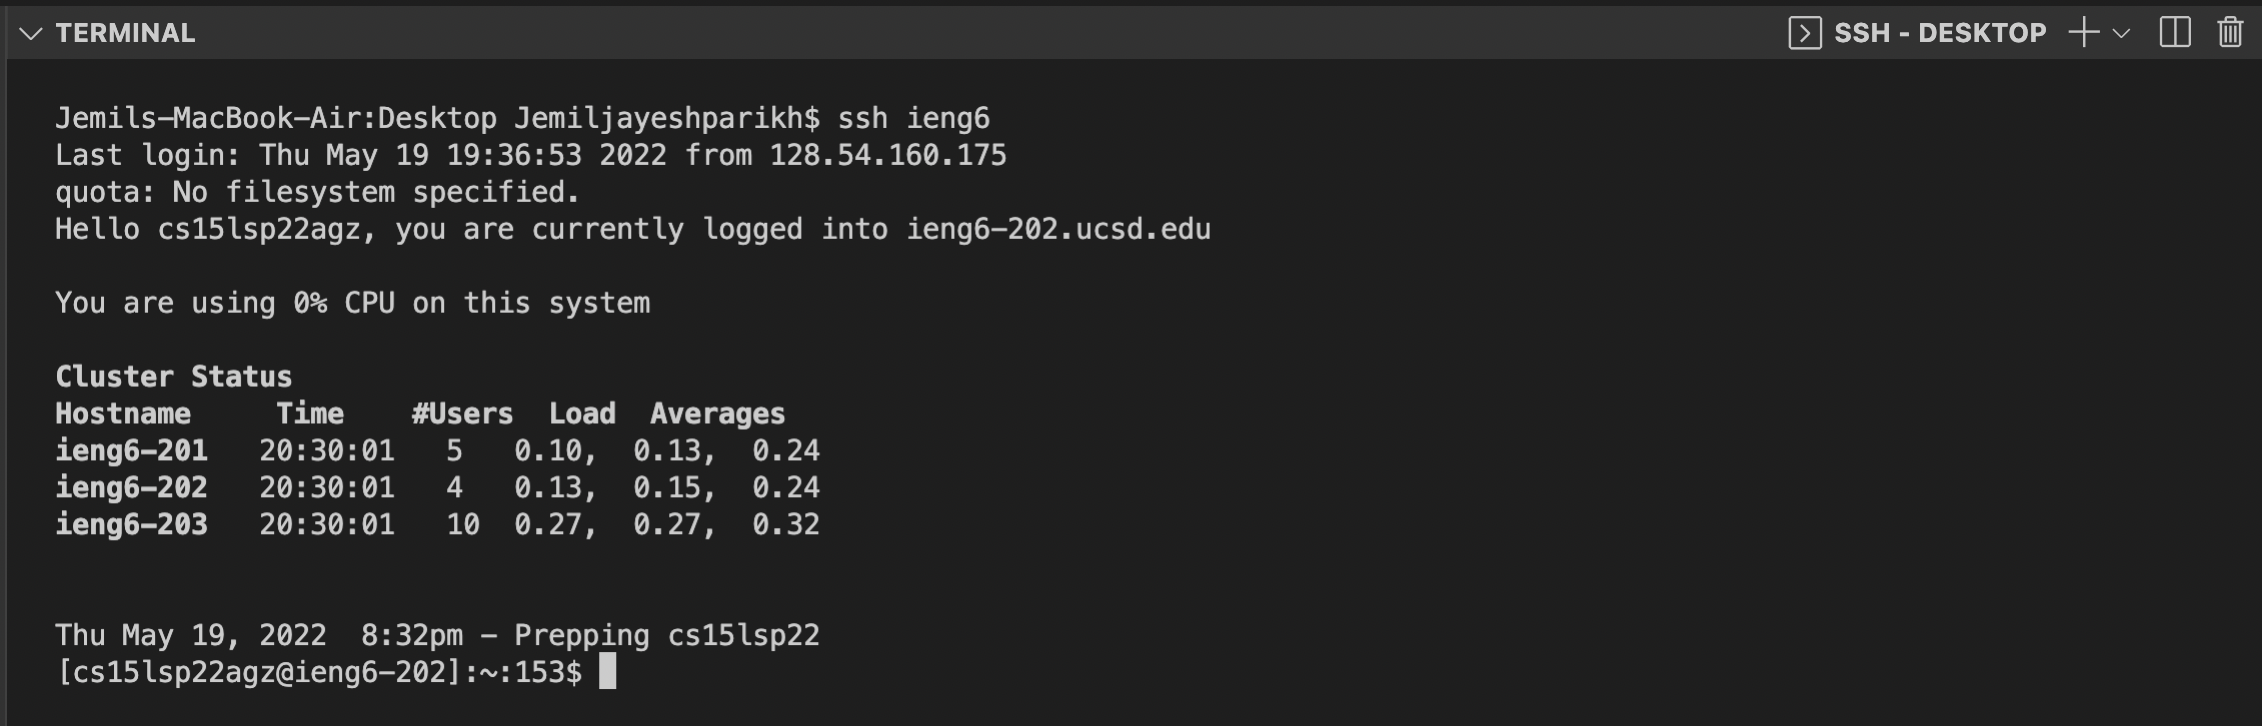 TERMINAL
SSH - DESKTOP
Jemils-MacBook-Air:Desktop Jemiljayeshparikh$ ssh ieng6
Last login: Thu May 19 19:36:53 2022 from 128.54.160.175
quota: No filesystem specified.
Hello cs15lsp22agz, you are currently logged into ieng6-202.ucsd.edu
You are using 0% CPU on this system
Cluster Status
Hostname     Time    #Users  Load  Averages
ieng6-201   20:30:01   5   0.10,  0.13,  0.24
ieng6-202   20:30:01   4   0.13,  0.15,  0.24
ieng6-203   20:30:01   10  0.27,  0.27,  0.32
Thu May 19, 2022  8:32pm - Prepping cs15lsp22
[cs15lsp22agz@ieng6-202]:~:153$